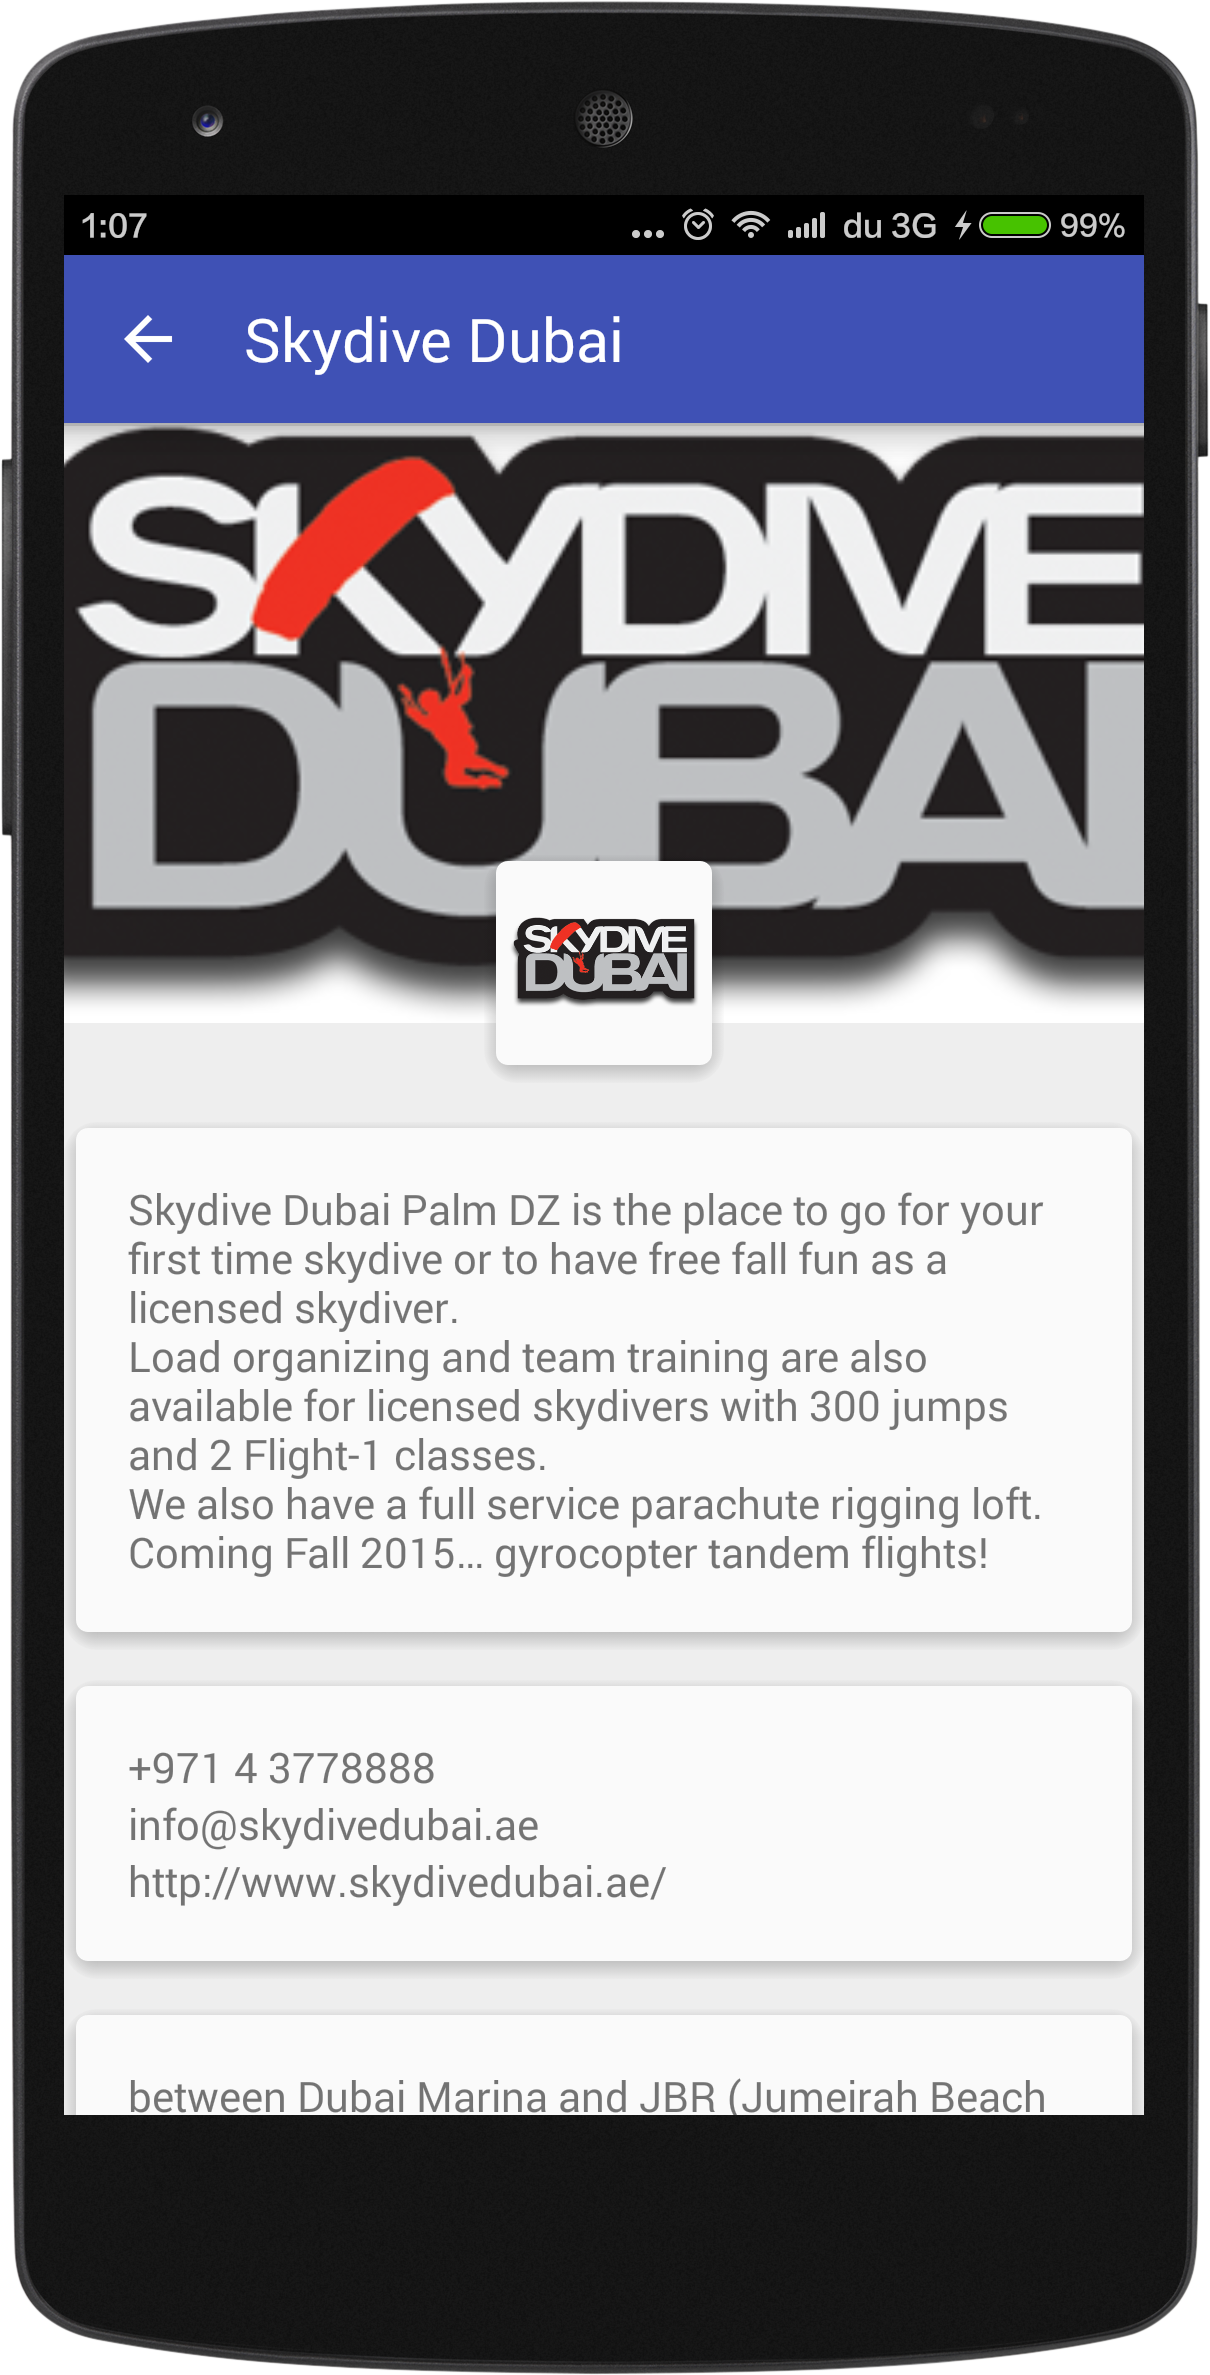 1:07 ... du 3G 99%
Skydive Dubai
SKYDIVE
DUBAI
SKYDIVE
DUBAI
Skydive Dubai Palm DZ is the place to go for your
first time skydive or to have free fall fun as a
licensed skydiver.
Load organizing and team training are also
available for licensed skydivers with 300 jumps
and 2 Flight-1 classes.
We also have a full service parachute rigging loft.
Coming Fall 2015... gyrocopter tandem flights!
+971 4 3778888
info@skydivedubai.ae
http://www.skydivedubai.ae/
between Dubai Marina and JBR (Jumeirah Beach